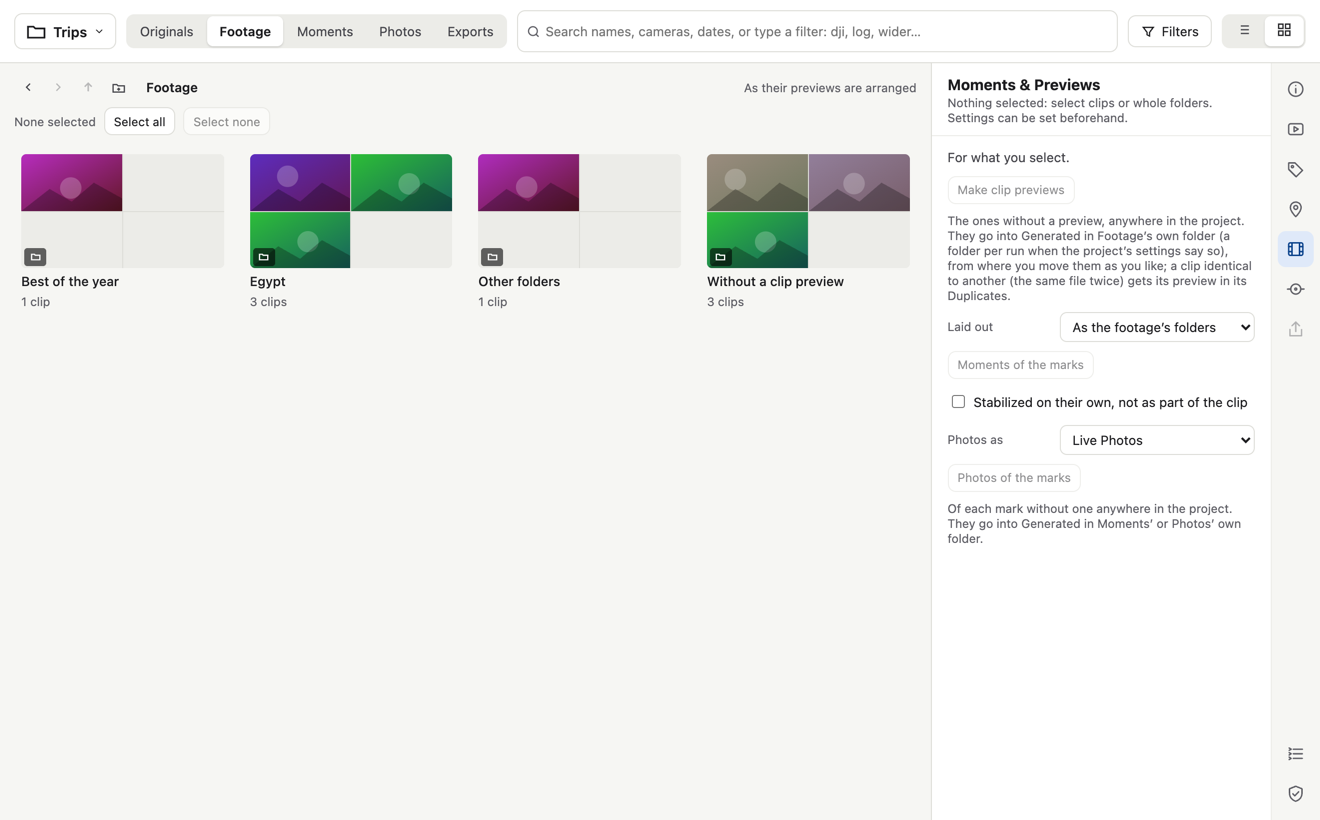 Trips
Originals
Footage
Moments
Photos
Exports
Search names, cameras, dates, or type a filter: dji, log, wider...
Filters
Footage
As their previews are arranged
None selected
Select all
Select none
Best of the year
1 clip
Egypt
3 clips
Other folders
1 clip
Without a clip preview
3 clips
Moments & Previews
Nothing selected: select clips or whole folders.
Settings can be set beforehand.
For what you select.
Make clip previews
The ones without a preview, anywhere in the project.
They go into Generated in Footage’s own folder (a
folder per run when the project’s settings say so),
from where you move them as you like; a clip identical
to another (the same file twice) gets its preview in its
Duplicates.
Laid out
As the footage’s folders
Moments of the marks
Stabilized on their own, not as part of the clip
Photos as
Live Photos
Photos of the marks
Of each mark without one anywhere in the project.
They go into Generated in Moments’ or Photos’ own
folder.